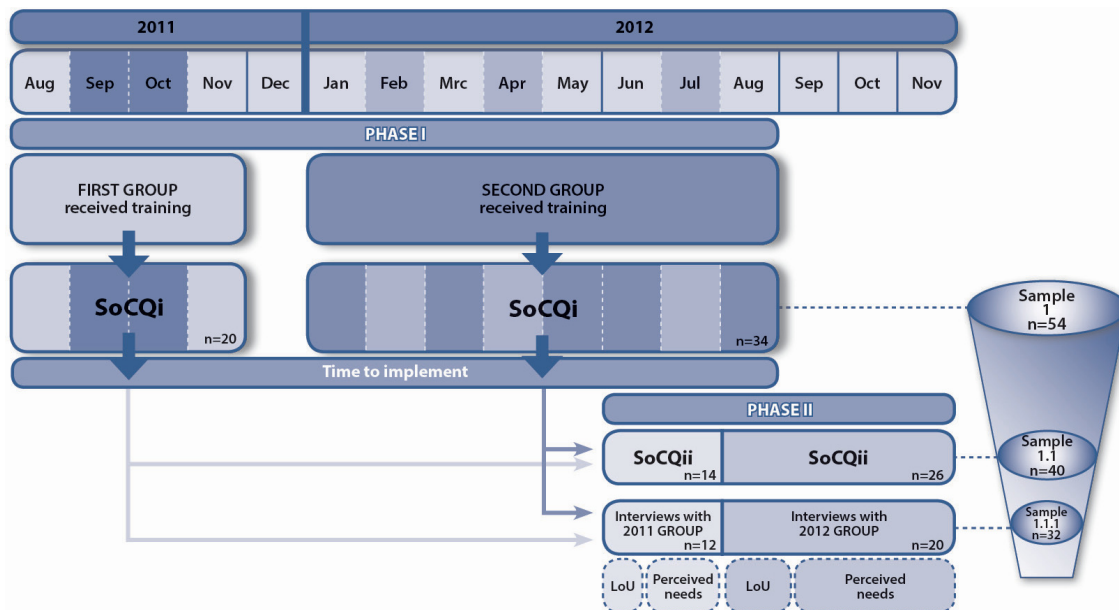 2011
2012
Aug Sep Oct Nov Dec Jan Feb Mrc Apr May Jun Jul Aug Sep Oct Nov
PHASE I
FIRST GROUP
received training
SECOND GROUP
received training
SoCQi
n=20
SoCQi
n=34
Sample
1
n=54
Time to implement
PHASE II
SoCQii
n=14
SoCQii
n=26
Sample
1.1
n=40
Interviews with
2011 GROUP
n=12
Interviews with
2012 GROUP
n=20
Sample
1.1.1
n=32
LoU
Perceived
needs
LoU
Perceived
needs